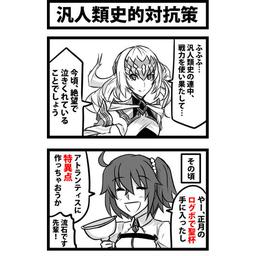 汎人類史的対抗策
ふふふ…
汎人類史の連中、
戦力を使い果たして…
今頃、絶望で
泣きくれている
ことでしょう
その頃
やー、正月の
ログボで聖杯
手に入ったし
アトランティスに
特異点
作っちゃおうか
流石です
先輩！